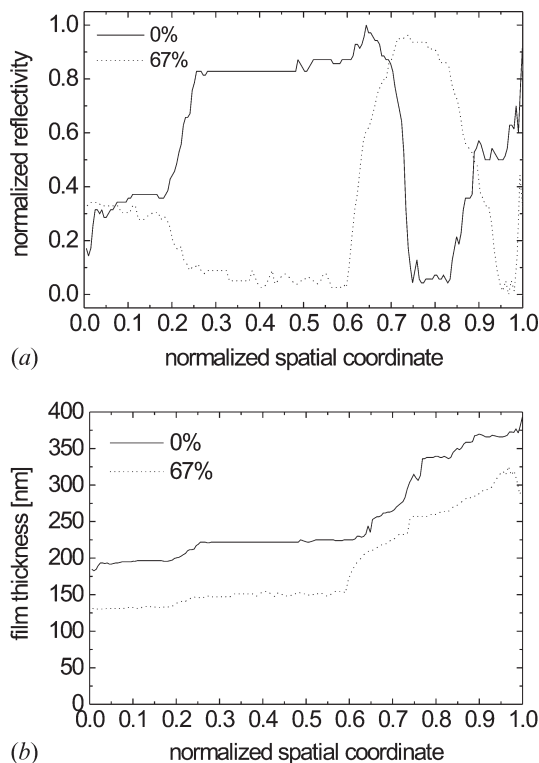 1.0
0.8
0.6
0.4
0.2
0.0
normalized reflectivity
0%
67%
0.0 0.1 0.2 0.3 0.4 0.5 0.6 0.7 0.8 0.9 1.0
(a)
normalized spatial coordinate
400
350
300
250
200
150
100
50
0
film thickness [nm]
0%
67%
0.0 0.1 0.2 0.3 0.4 0.5 0.6 0.7 0.8 0.9 1.0
(b)
normalized spatial coordinate